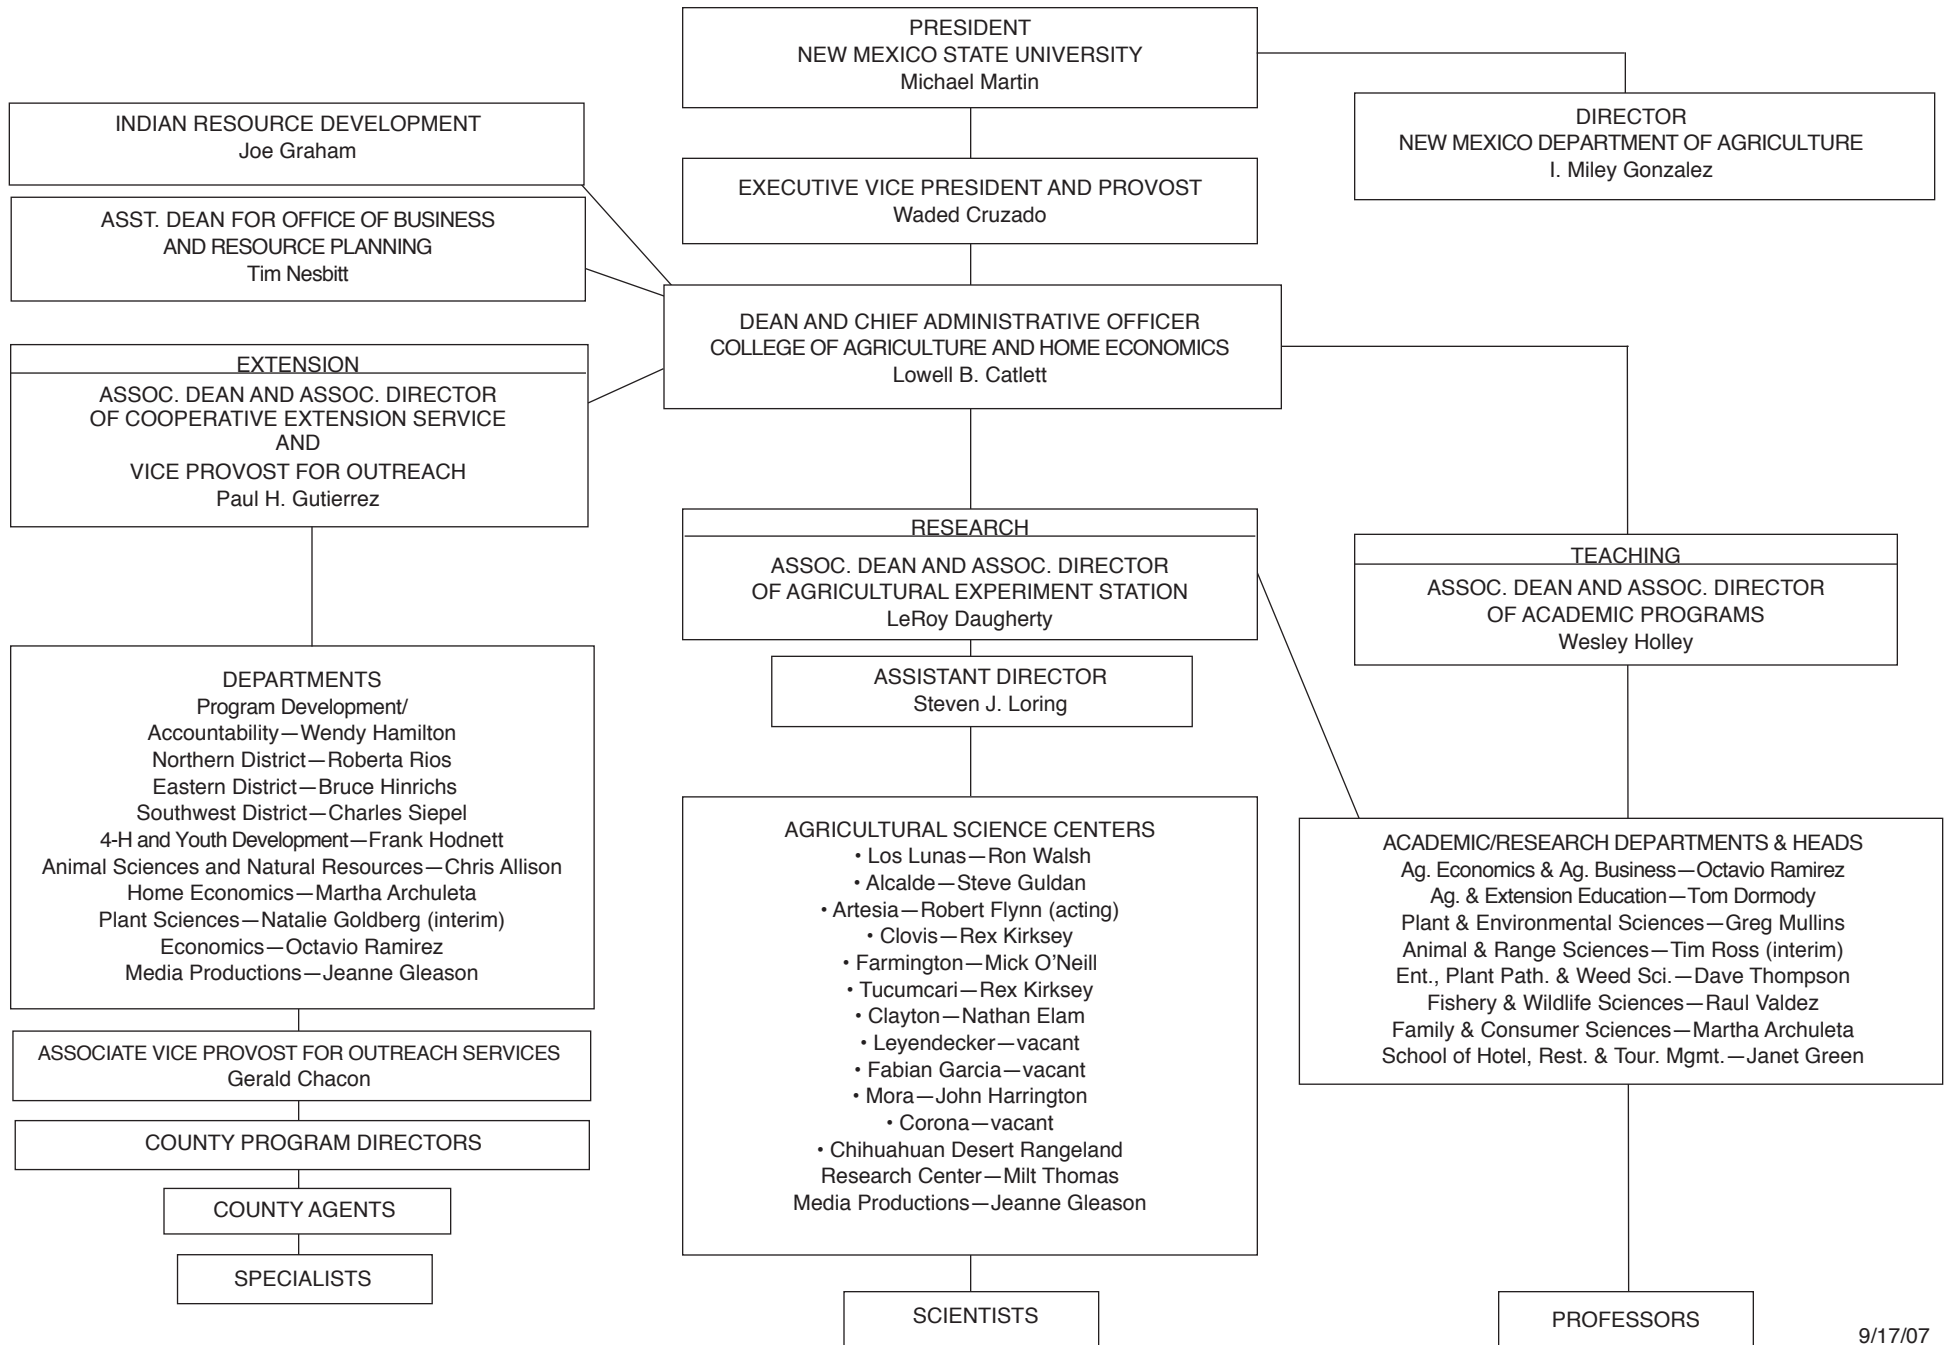 PRESIDENT
NEW MEXICO STATE UNIVERSITY
Michael Martin
DIRECTOR
NEW MEXICO DEPARTMENT OF AGRICULTURE
I. Miley Gonzalez
INDIAN RESOURCE DEVELOPMENT
Joe Graham
EXECUTIVE VICE PRESIDENT AND PROVOST
Waded Cruzado
ASST. DEAN FOR OFFICE OF BUSINESS
AND RESOURCE PLANNING
Tim Nesbitt
DEAN AND CHIEF ADMINISTRATIVE OFFICER
COLLEGE OF AGRICULTURE AND HOME ECONOMICS
Lowell B. Catlett
EXTENSION
ASSOC. DEAN AND ASSOC. DIRECTOR
OF COOPERATIVE EXTENSION SERVICE
AND
VICE PROVOST FOR OUTREACH
Paul H. Gutierrez
RESEARCH
ASSOC. DEAN AND ASSOC. DIRECTOR
OF AGRICULTURAL EXPERIMENT STATION
LeRoy Daugherty
TEACHING
ASSOC. DEAN AND ASSOC. DIRECTOR
OF ACADEMIC PROGRAMS
Wesley Holley
ASSISTANT DIRECTOR
Steven J. Loring
DEPARTMENTS
Program Development/
Accountability—Wendy Hamilton
Northern District—Roberta Rios
Eastern District—Bruce Hinrichs
Southwest District—Charles Siepel
4-H and Youth Development—Frank Hodnett
Animal Sciences and Natural Resources—Chris Allison
Home Economics—Martha Archuleta
Plant Sciences—Natalie Goldberg (interim)
Economics—Octavio Ramirez
Media Productions—Jeanne Gleason
AGRICULTURAL SCIENCE CENTERS
• Los Lunas—Ron Walsh
• Alcalde—Steve Guldan
• Artesia—Robert Flynn (acting)
• Clovis—Rex Kirksey
• Farmington—Mick O'Neill
• Tucumcari—Rex Kirksey
• Clayton—Nathan Elam
• Leyendecker—vacant
• Fabian Garcia—vacant
• Mora—John Harrington
• Corona—vacant
• Chihuahuan Desert Rangeland
Research Center—Milt Thomas
Media Productions—Jeanne Gleason
ACADEMIC/RESEARCH DEPARTMENTS & HEADS
Ag. Economics & Ag. Business—Octavio Ramirez
Ag. & Extension Education—Tom Dormody
Plant & Environmental Sciences—Greg Mullins
Animal & Range Sciences—Tim Ross (interim)
Ent., Plant Path. & Weed Sci.—Dave Thompson
Fishery & Wildlife Sciences—Raul Valdez
Family & Consumer Sciences—Martha Archuleta
School of Hotel, Rest. & Tour. Mgmt.—Janet Green
ASSOCIATE VICE PROVOST FOR OUTREACH SERVICES
Gerald Chacon
COUNTY PROGRAM DIRECTORS
COUNTY AGENTS
SPECIALISTS
SCIENTISTS
PROFESSORS
9/17/07